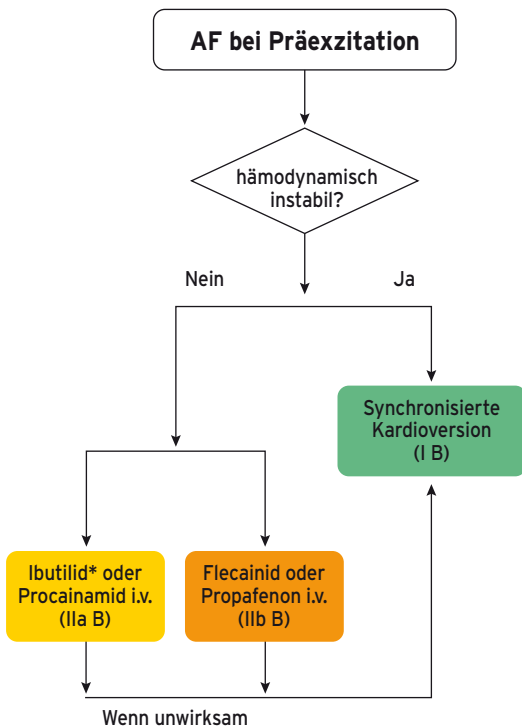 AF bei Präexzitation
hämodynamisch
instabil?
Nein
Ja
Synchronisierte
Kardioversion
(I B)
Ibutilid* oder
Procainamid i.v.
(IIa B)
Flecainid oder
Propafenon i.v.
(IIb B)
Wenn unwirksam